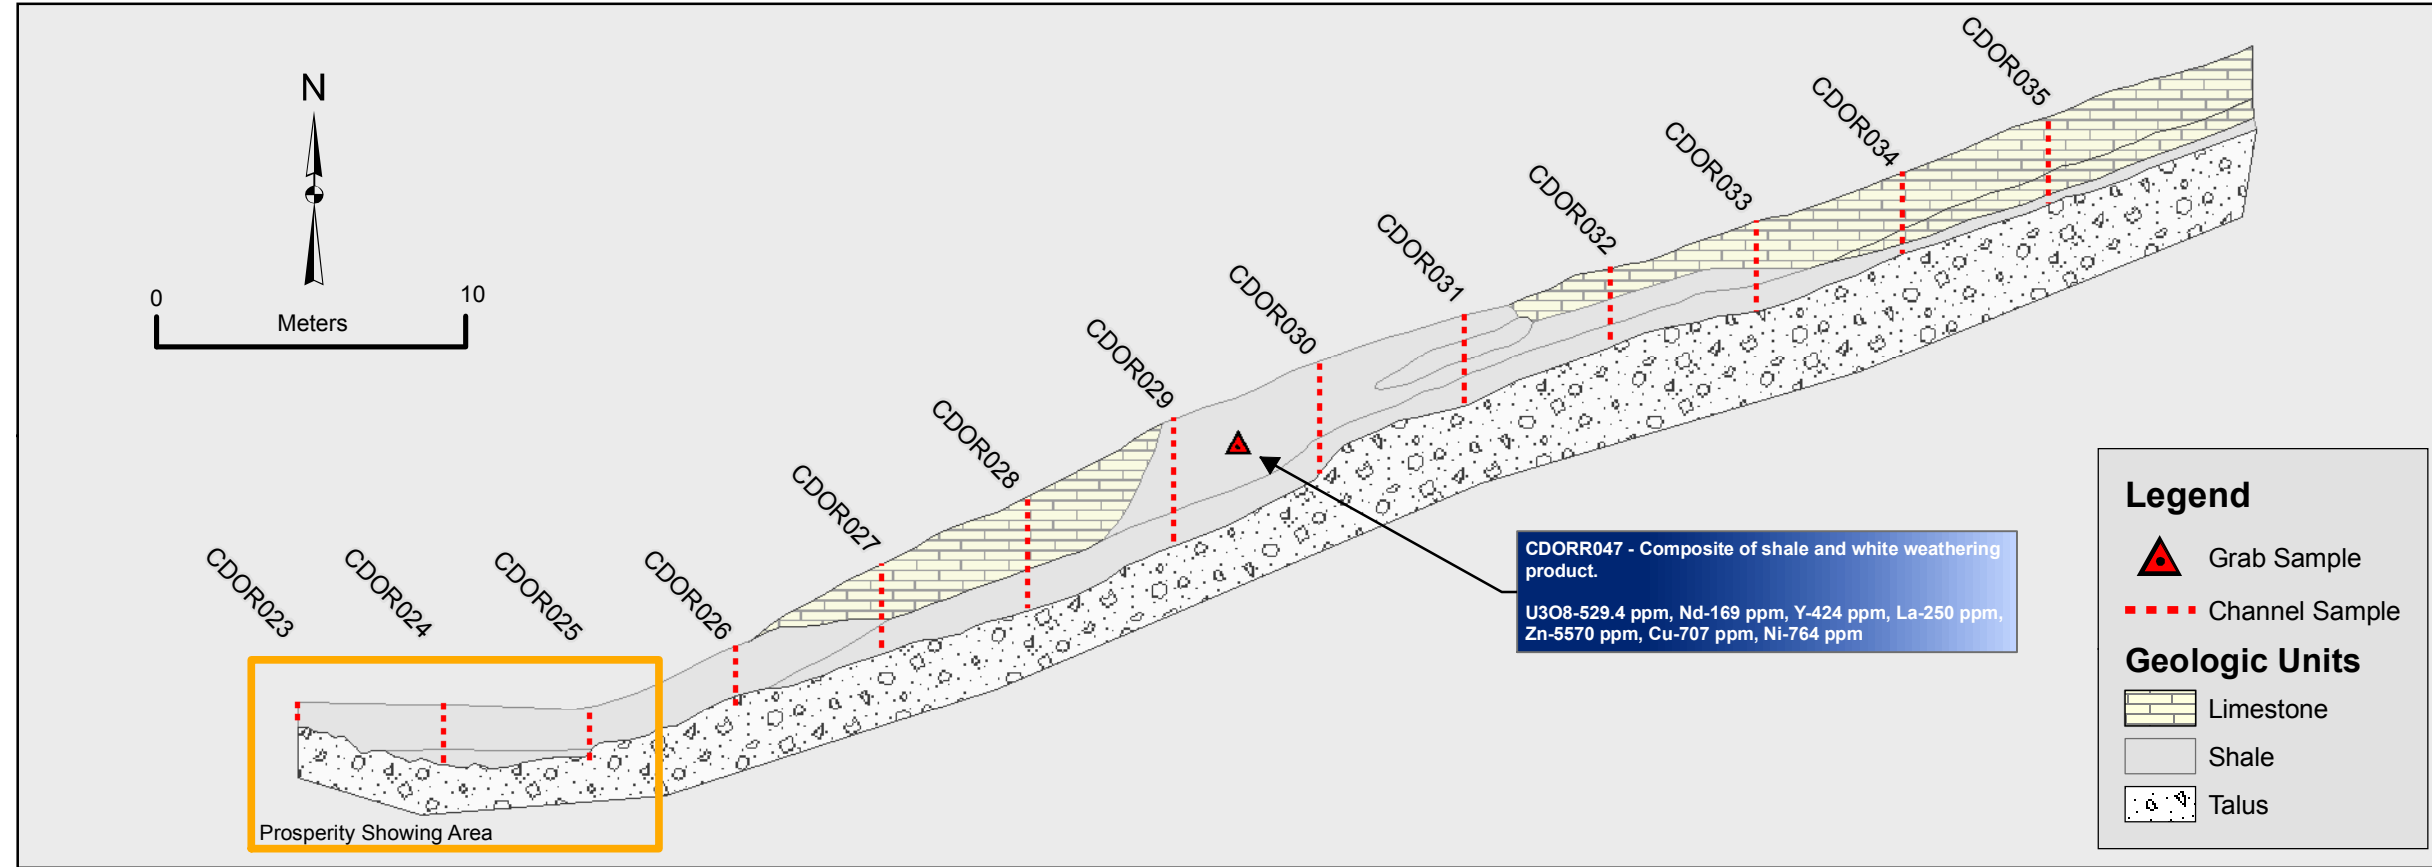 N
0
10
Meters
CDOR023
CDOR024
CDOR025
CDOR026
CDOR027
CDOR028
CDOR029
CDOR030
CDOR031
CDOR032
CDOR033
CDOR034
CDOR035
CDORR047 - Composite of shale and white weathering
product.
U3O8-529.4 ppm, Nd-169 ppm, Y-424 ppm, La-250 ppm,
Zn-5570 ppm, Cu-707 ppm, Ni-764 ppm
Prosperity Showing Area
Legend
Grab Sample
Channel Sample
Geologic Units
Limestone
Shale
Talus